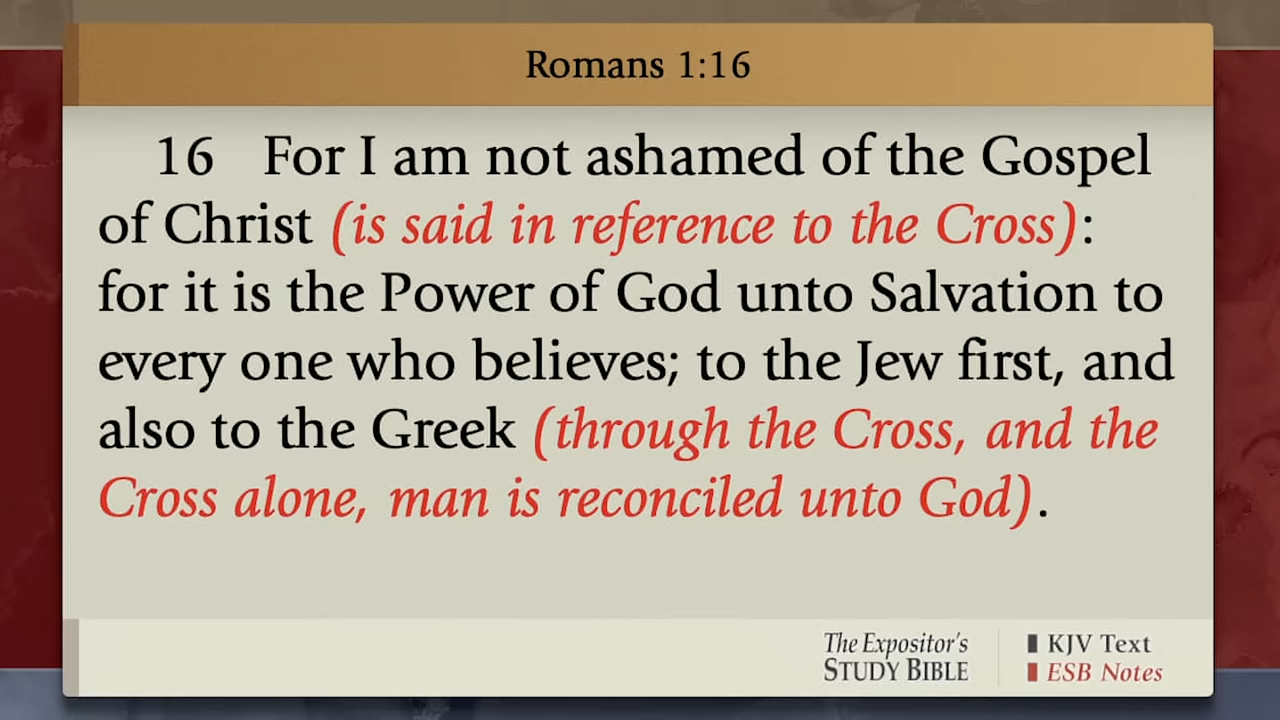 Romans 1:16
16 For I am not ashamed of the Gospel
of Christ (is said in reference to the Cross):
for it is the Power of God unto Salvation to
every one who believes; to the Jew first, and
also to the Greek (through the Cross, and the
Cross alone, man is reconciled unto God).
The Expositor's
STUDY BIBLE
KJV Text
ESB Notes